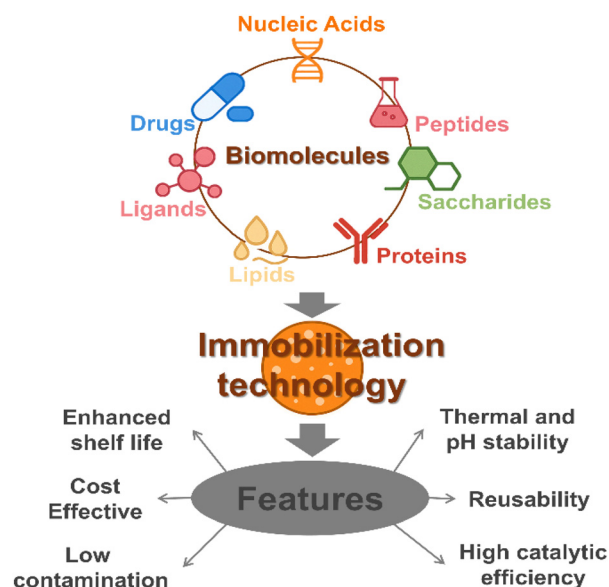 Nucleic Acids
Drugs
Peptides
Biomolecules
Ligands
Saccharides
Lipids
Proteins
Immobilization
technology
Enhanced
shelf life
Thermal and
pH stability
Cost
Effective
Features
Reusability
Low
contamination
High catalytic
efficiency